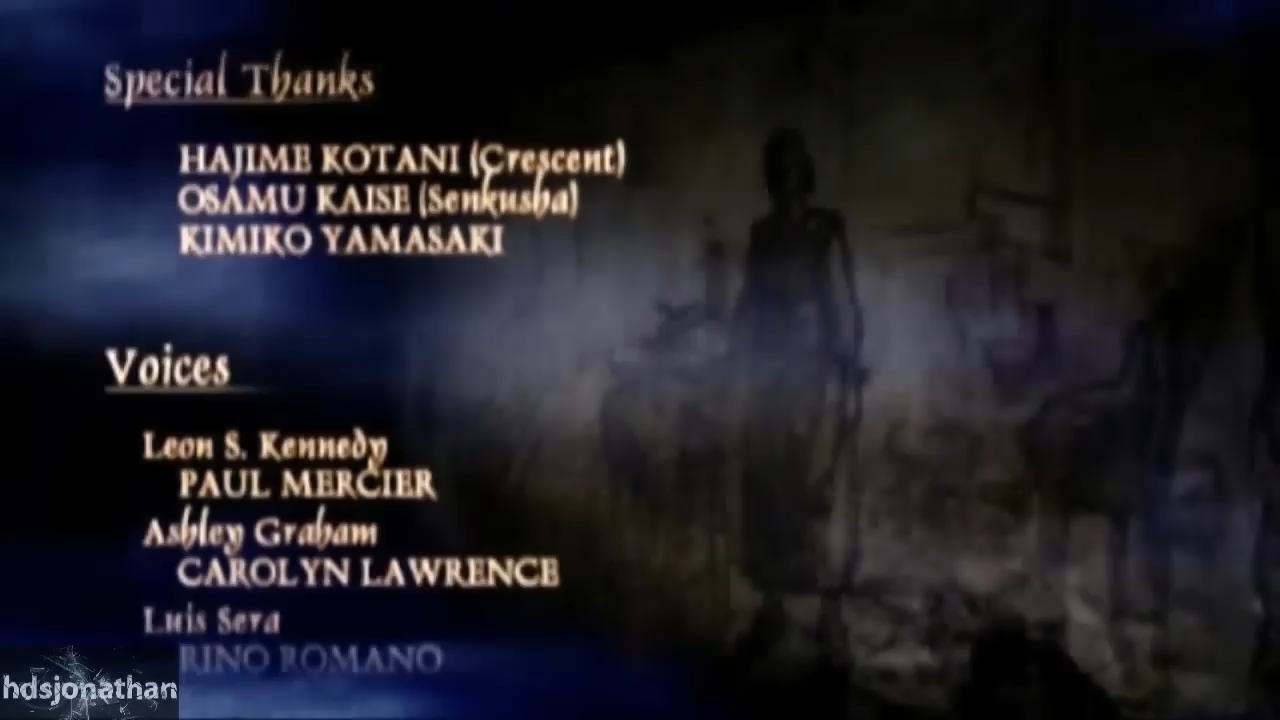 Special Thanks
HAJIME KOTANI (Crescent)
OSAMU KAISE (Senkusha)
KIMIKO YAMASAKI
Voices
Leon S. Kennedy
PAUL MERCIER
Ashley Graham
CAROLYN LAWRENCE
Luis Sera
RINO ROMANO
hdsjonathan